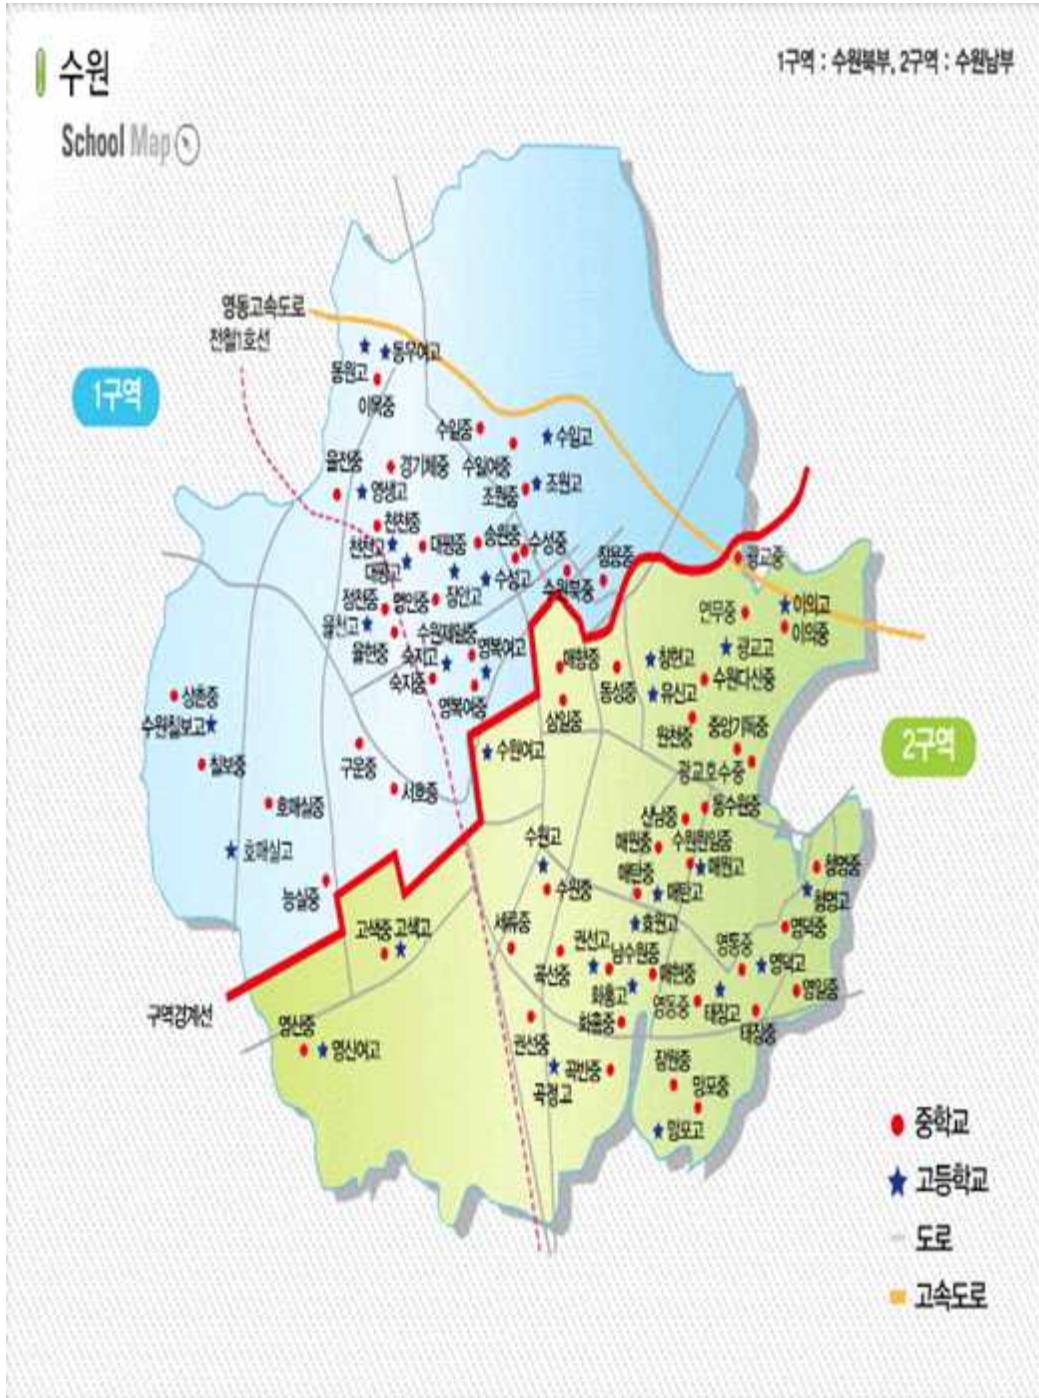 수원
1구역 : 수원북부, 2구역 : 수원남부
School Map
영동고속도로
전철1호선
1구역
동우여고
동원고
이목중
수일중
수일고
수일여중
율전중
경기체중
영생고
조원중
조원고
천천중
천천고
대평중
송원중
수성중
대평고
수성고
수원북중
창용중
광교중
정천중
명인중
장안고
율천고
수원제일중
율현중
숙지고
영복여고
숙지중
영복여중
연무중
이의고
이의중
매향중
동성중
창현고
광교고
유신고
수원다산중
삼일중
상촌중
수원칠보고
칠보중
구운중
서호중
호매실중
호매실고
능실중
수원여고
원천중
중앙기독중
광교호수중
2구역
산남중
동수원중
매원중
수원원일중
매원고
수원고
수원중
매탄중
매탄고
청명중
청명고
효원고
고색중
고색고
세류중
곡선중
권선고
남수원중
매현중
영통중
영덕중
영덕고
영일중
화홍고
화홍중
영동중
태장고
태장중
구역경계선
영신중
영신여고
권선중
곡정고
곡반중
잠원중
망포중
망포고
중학교
고등학교
도로
고속도로